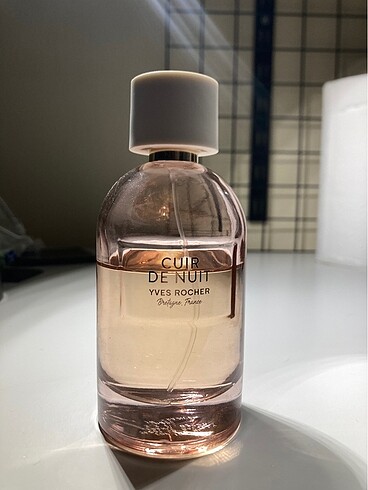 CUIR
DE NUIT
YVES ROCHER
Bretagne, France